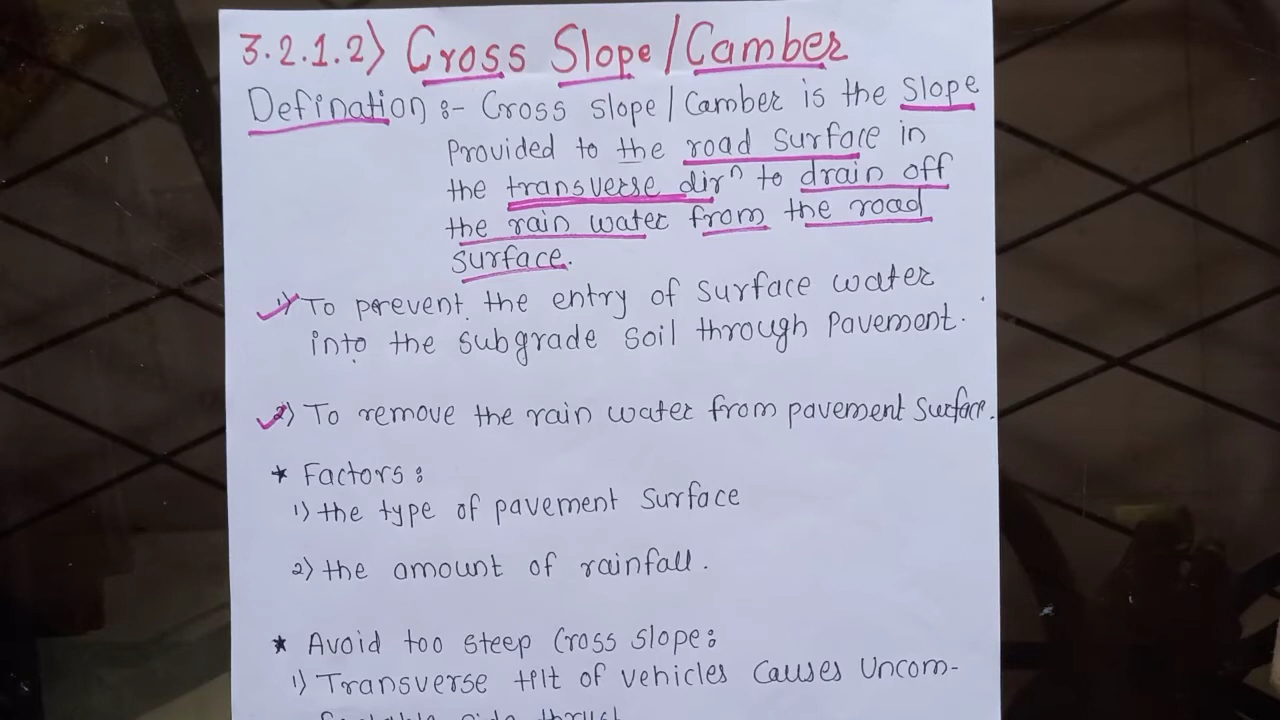 3.2.1.2) Cross Slope/Camber
Defination :- Cross slope/Camber is the Slope
Provided to the road surface in
the transverse dirⁿ to drain off
the rain water from the road
surface.
1) To prevent the entry of surface water
into the subgrade soil through Pavement.
2) To remove the rain water from pavement Surface.
* Factors :
1) the type of pavement Surface
2) the amount of rainfall.
* Avoid too steep Cross slope:
1) Transverse tilt of vehicles Causes Uncom-
side thrust